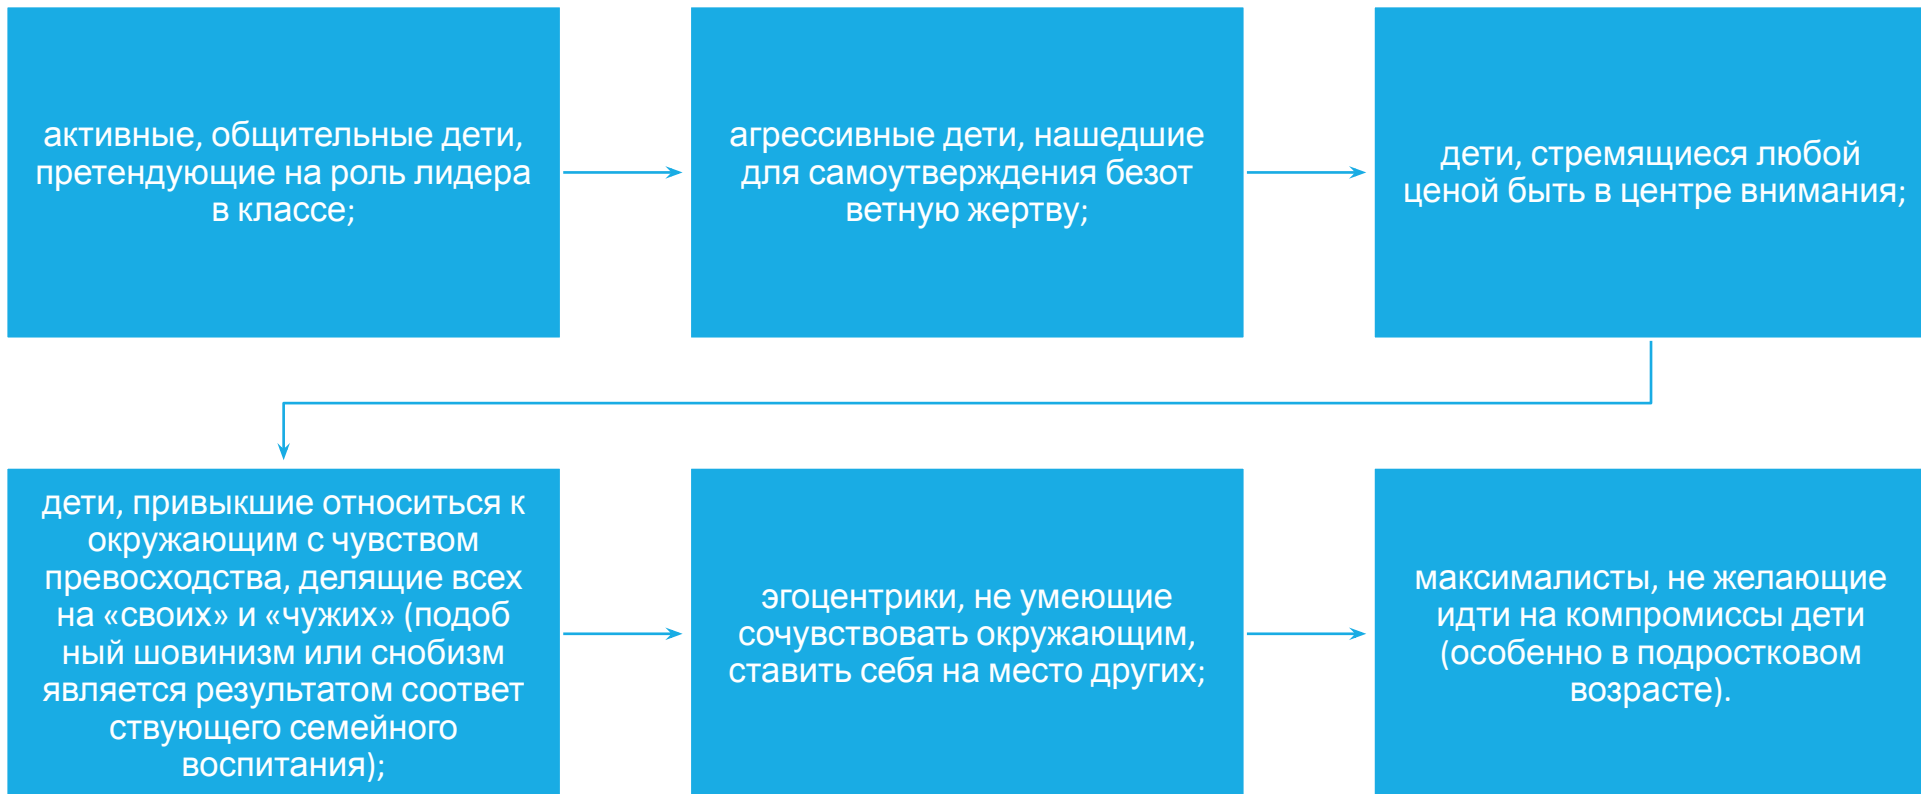 активные, общительные дети,
претендующие на роль лидера
в классе;
агрессивные дети, нашедшие
для самоутверждения безот
ветную жертву;
дети, стремящиеся любой
ценой быть в центре внимания;
дети, привыкшие относиться к
окружающим с чувством
превосходства, делящие всех
на «своих» и «чужих» (подоб
ный шовинизм или снобизм
является результатом соответ
ствующего семейного
воспитания);
эгоцентрики, не умеющие
сочувствовать окружающим,
ставить себя на место других;
максималисты, не желающие
идти на компромиссы дети
(особенно в подростковом
возрасте).